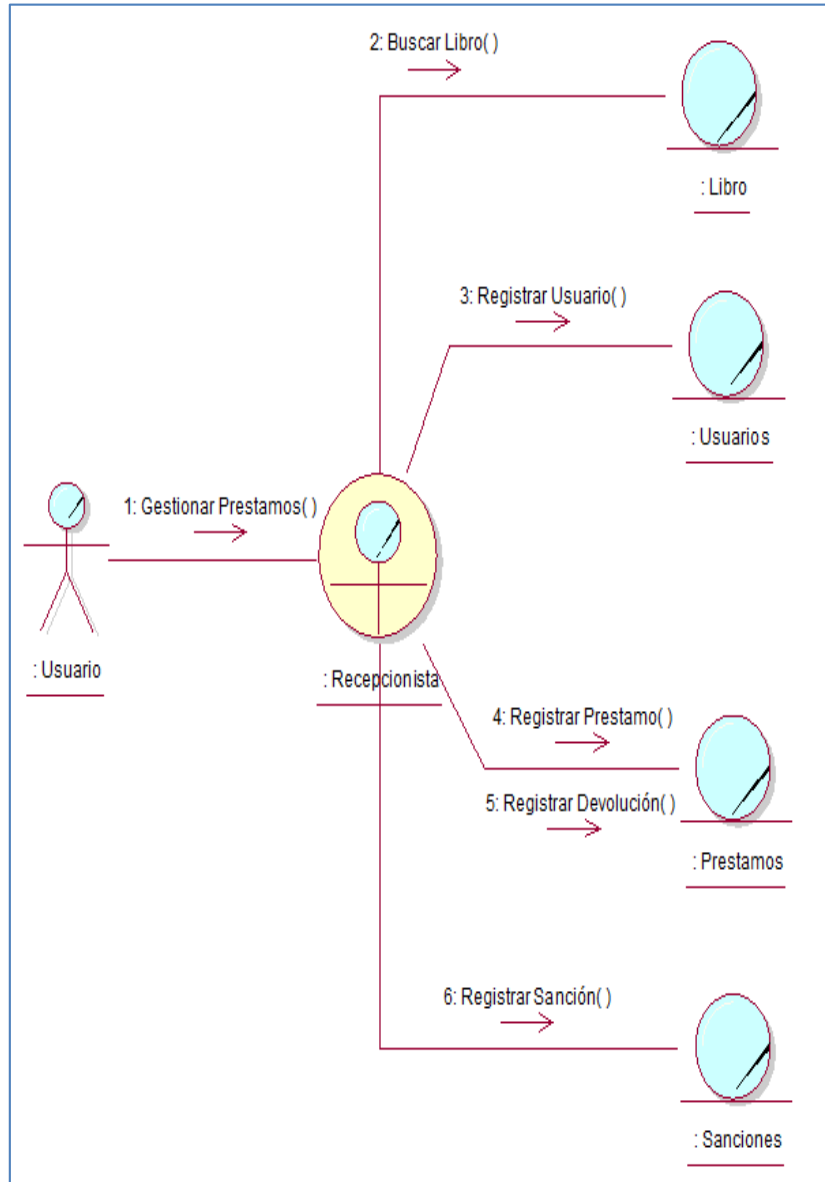 2: Buscar Libro( )
: Libro
3: Registrar Usuario( )
: Usuarios
1: Gestionar Prestamos( )
: Usuario
: Recepcionista
4: Registrar Prestamo( )
5: Registrar Devolución( )
: Prestamos
6: Registrar Sanción( )
: Sanciones